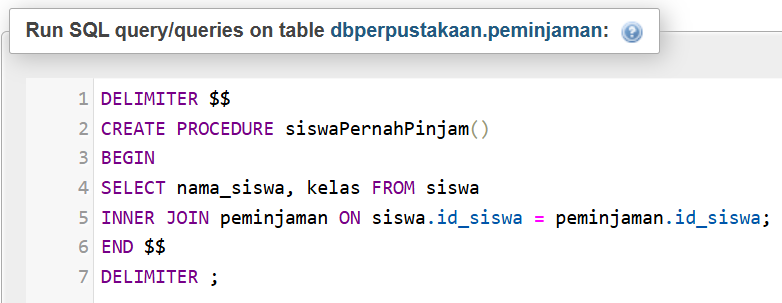 Run SQL query/queries on table dbperpustakaan.peminjaman:
1 DELIMITER $$
2 CREATE PROCEDURE siswaPernahPinjam()
3 BEGIN
4 SELECT nama_siswa, kelas FROM siswa
5 INNER JOIN peminjaman ON siswa.id_siswa = peminjaman.id_siswa;
6 END $$
7 DELIMITER ;